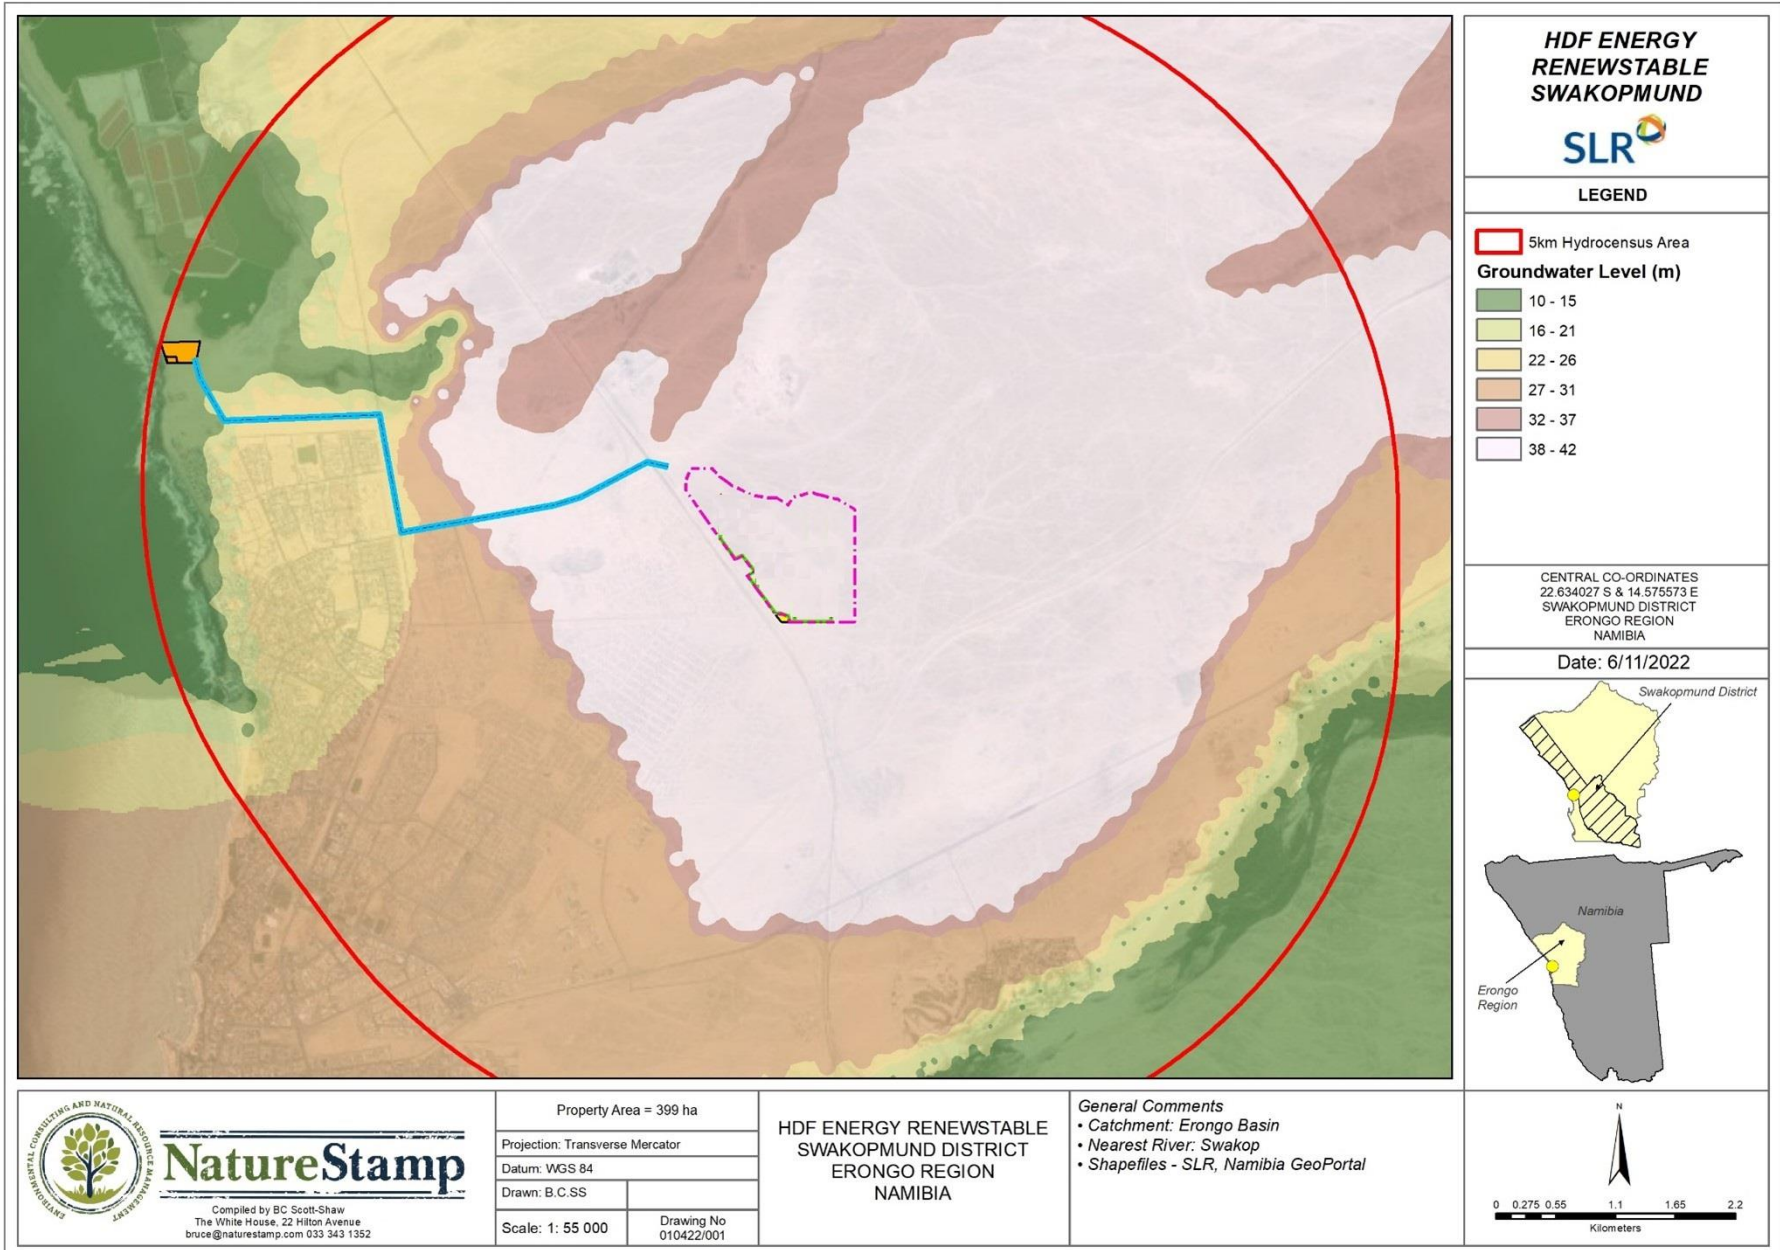 HDF ENERGY
RENEWSTABLE
SWAKOPMUND
SLR
LEGEND
5km Hydrocensus Area
Groundwater Level (m)
10 - 15
16 - 21
22 - 26
27 - 31
32 - 37
38 - 42
CENTRAL CO-ORDINATES
22.634027 S & 14.575573 E
SWAKOPMUND DISTRICT
ERONGO REGION
NAMIBIA
Date: 6/11/2022
Swakopmund District
Namibia
Erongo
Region
ENVIRONMENTAL CONSULTING AND NATURAL RESOURCE MANAGEMENT
NatureStamp
Compiled by BC Scott-Shaw
The White House, 22 Hilton Avenue
bruce@naturestamp.com 033 343 1352
Property Area = 399 ha
Projection: Transverse Mercator
Datum: WGS 84
Drawn: B.C.SS
Scale: 1: 55 000
Drawing No
010422/001
HDF ENERGY RENEWSTABLE
SWAKOPMUND DISTRICT
ERONGO REGION
NAMIBIA
General Comments
• Catchment: Erongo Basin
• Nearest River: Swakop
• Shapefiles - SLR, Namibia GeoPortal
N
0 0.275 0.55 1.1 1.65 2.2
Kilometers